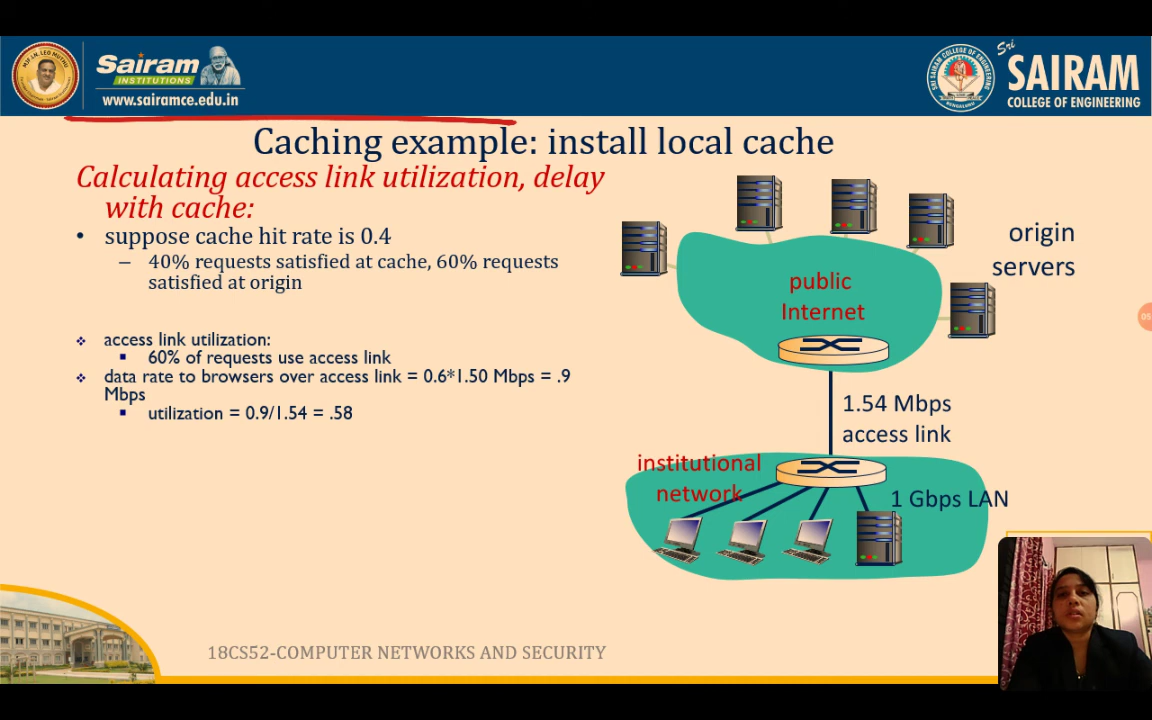 Sairam
INSTITUTIONS
www.sairamce.edu.in
Sri
SAIRAM
COLLEGE OF ENGINEERING
Caching example: install local cache
Calculating access link utilization, delay
with cache:
• suppose cache hit rate is 0.4
– 40% requests satisfied at cache, 60% requests
satisfied at origin
❖ access link utilization:
▪ 60% of requests use access link
❖ data rate to browsers over access link = 0.6*1.50 Mbps = .9
Mbps
▪ utilization = 0.9/1.54 = .58
origin
servers
public
Internet
1.54 Mbps
access link
institutional
network
1 Gbps LAN
05
18CS52-COMPUTER NETWORKS AND SECURITY